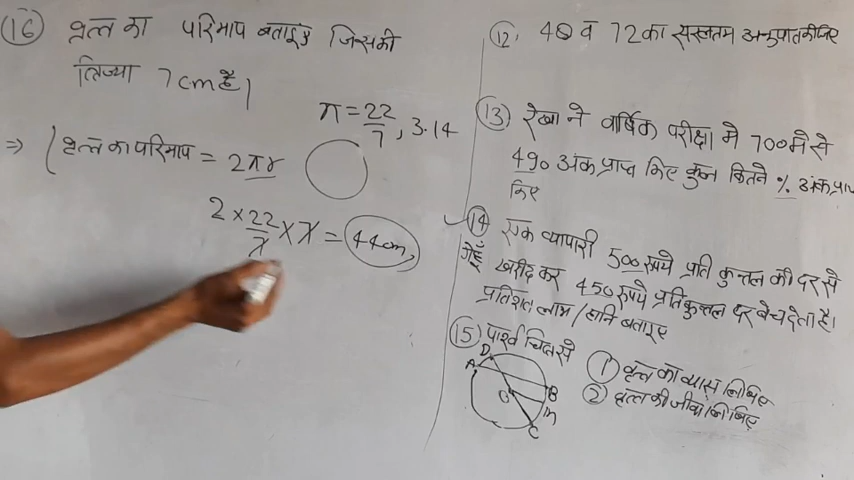 (16) वृत्त का परिमाप बताइए जिसकी
त्रिज्या 7cm है|
π = 22/7, 3.14
⇒ वृत्त का परिमाप = 2πr
2 × 22/7 × 7 = 44cm,
(12) 48 व 72 का सरलतम अनुपात कीजिए
(13) रेखा ने वार्षिक परीक्षा मे 700 मे से
490 अंक प्राप्त किए कुल कितने % अंक प्राप्त
किए
(14) एक व्यापारी 500 रूपये प्रति कुन्तल की दर से
गेहूँ खरीद कर 450 रुपये प्रति कुन्तल दर बेच देता है।
प्रतिशत लाभ / हानि बताइए
(15) पार्श्व चित्र से
(1) वृत्त का व्यास लिखिए
(2) वृत्त की जीवा लिखिए
D
A
B
O
m
C